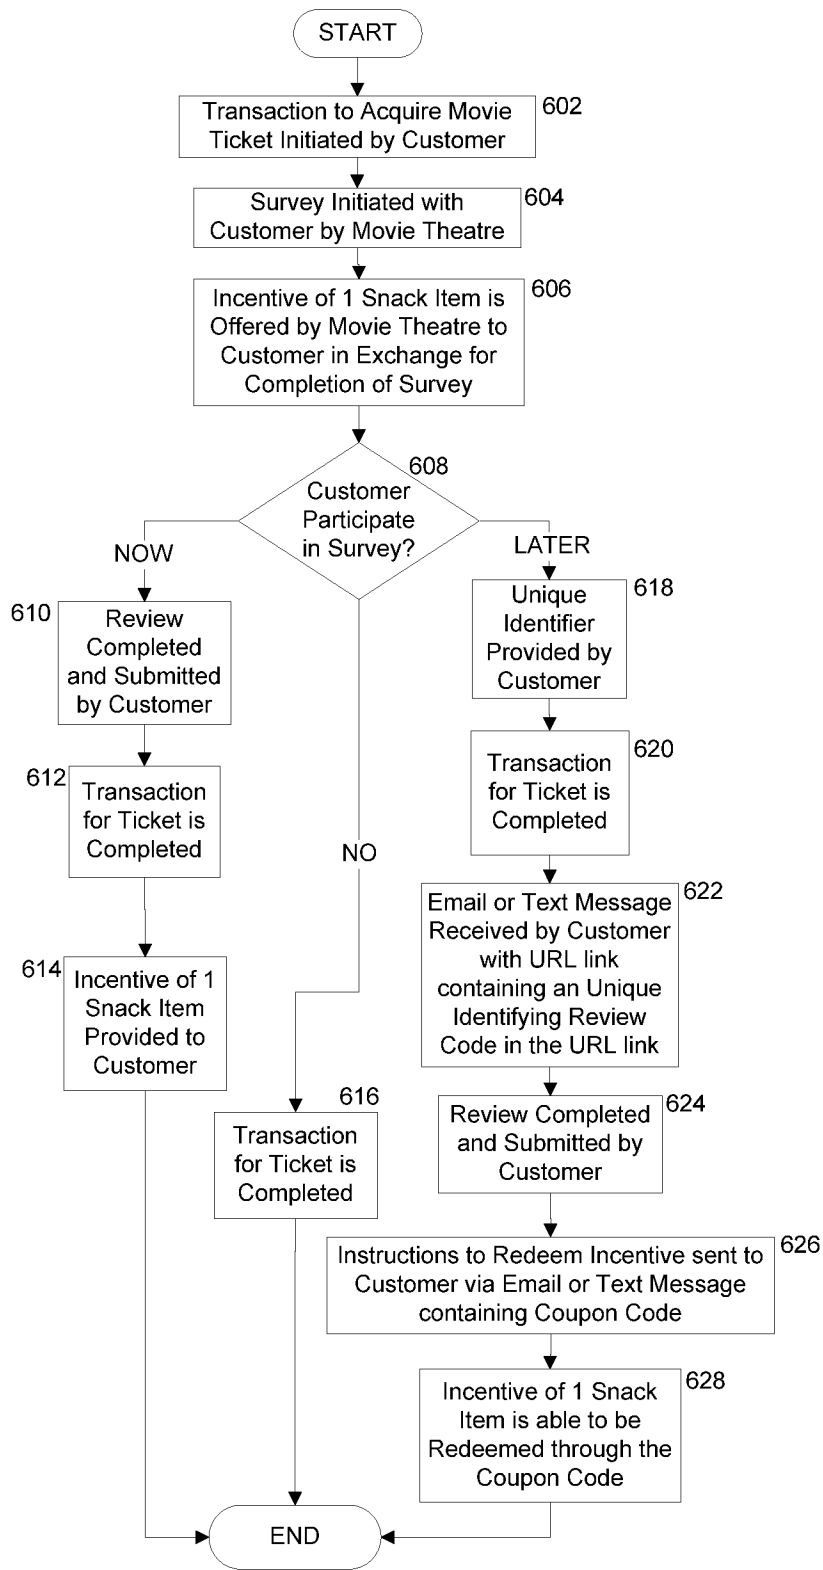 START
602
Transaction to Acquire Movie
Ticket Initiated by Customer
604
Survey Initiated with
Customer by Movie Theatre
606
Incentive of 1 Snack Item is
Offered by Movie Theatre to
Customer in Exchange for
Completion of Survey
608
Customer
Participate
in Survey?
NOW
610
Review
Completed
and Submitted
by Customer
612
Transaction
for Ticket is
Completed
614
Incentive of 1
Snack Item
Provided to
Customer
NO
616
Transaction
for Ticket is
Completed
LATER
618
Unique
Identifier
Provided by
Customer
620
Transaction
for Ticket is
Completed
622
Email or Text Message
Received by Customer
with URL link
containing an Unique
Identifying Review
Code in the URL link
624
Review Completed
and Submitted by
Customer
626
Instructions to Redeem Incentive sent to
Customer via Email or Text Message
containing Coupon Code
628
Incentive of 1 Snack
Item is able to be
Redeemed through the
Coupon Code
END